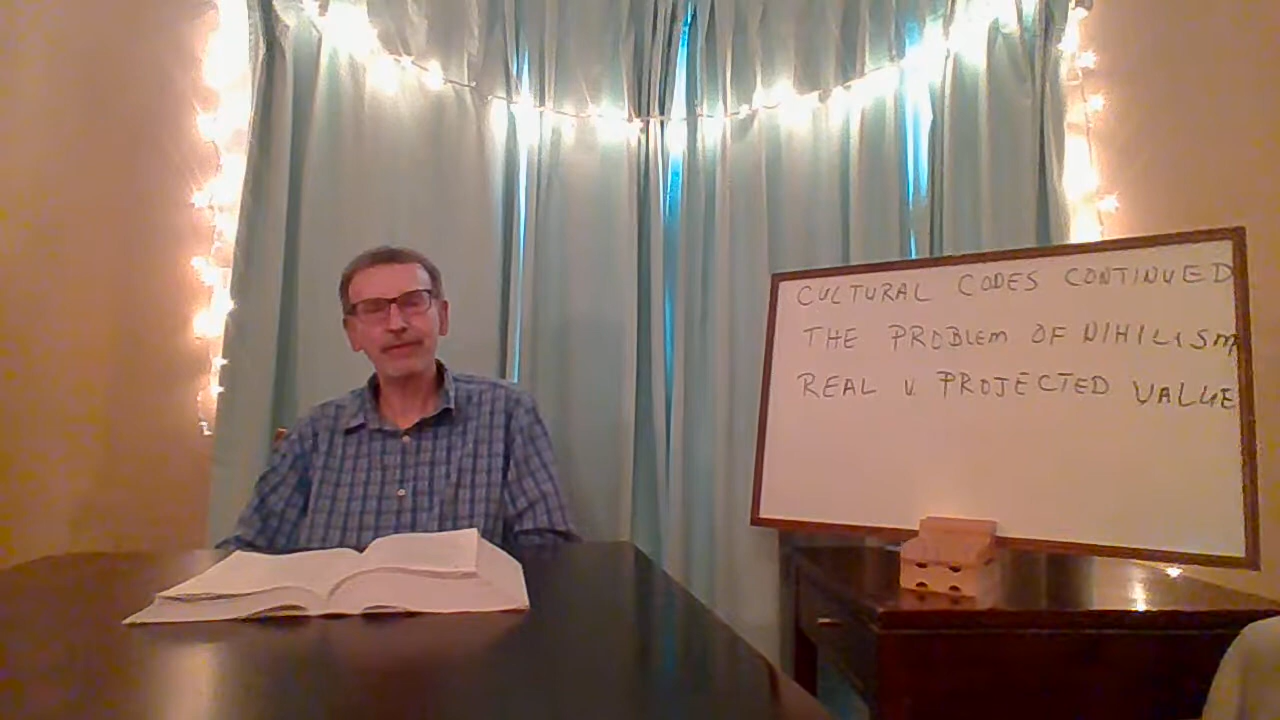 CULTURAL CODES CONTINUED
THE PROBLEM OF NIHILISM
REAL V. PROJECTED VALUE